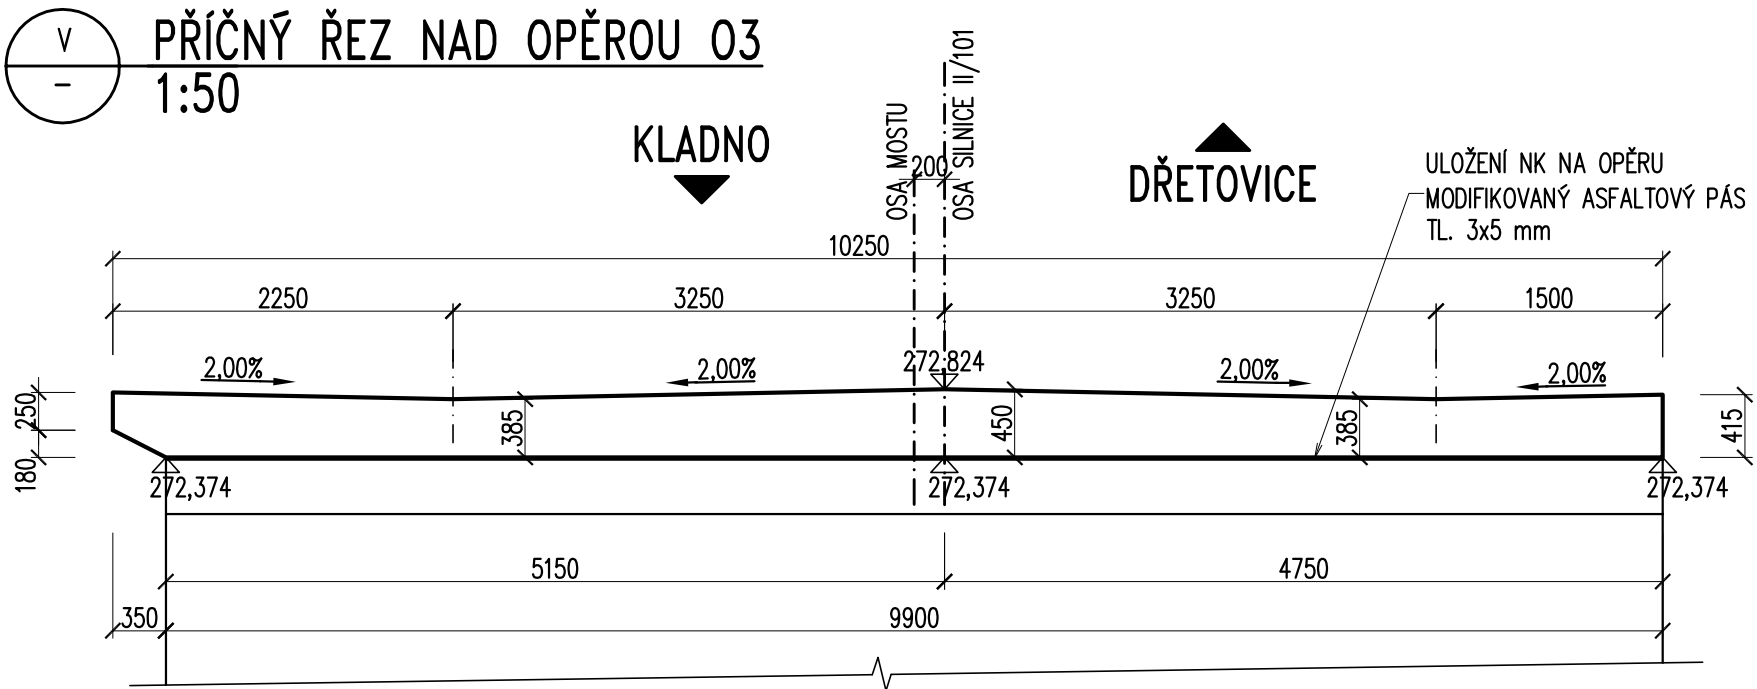 V
–
PŘÍČNÝ ŘEZ NAD OPĚROU O3
1:50
KLADNO
OSA MOSTU
200
OSA SILNICE II/101
DŘETOVICE
ULOŽENÍ NK NA OPĚRU
MODIFIKOVANÝ ASFALTOVÝ PÁS
TL. 3x5 mm
10250
2250
3250
3250
1500
2,00%
2,00%
272,824
2,00%
2,00%
250
180
385
450
385
415
272,374
272,374
272,374
5150
4750
350
9900